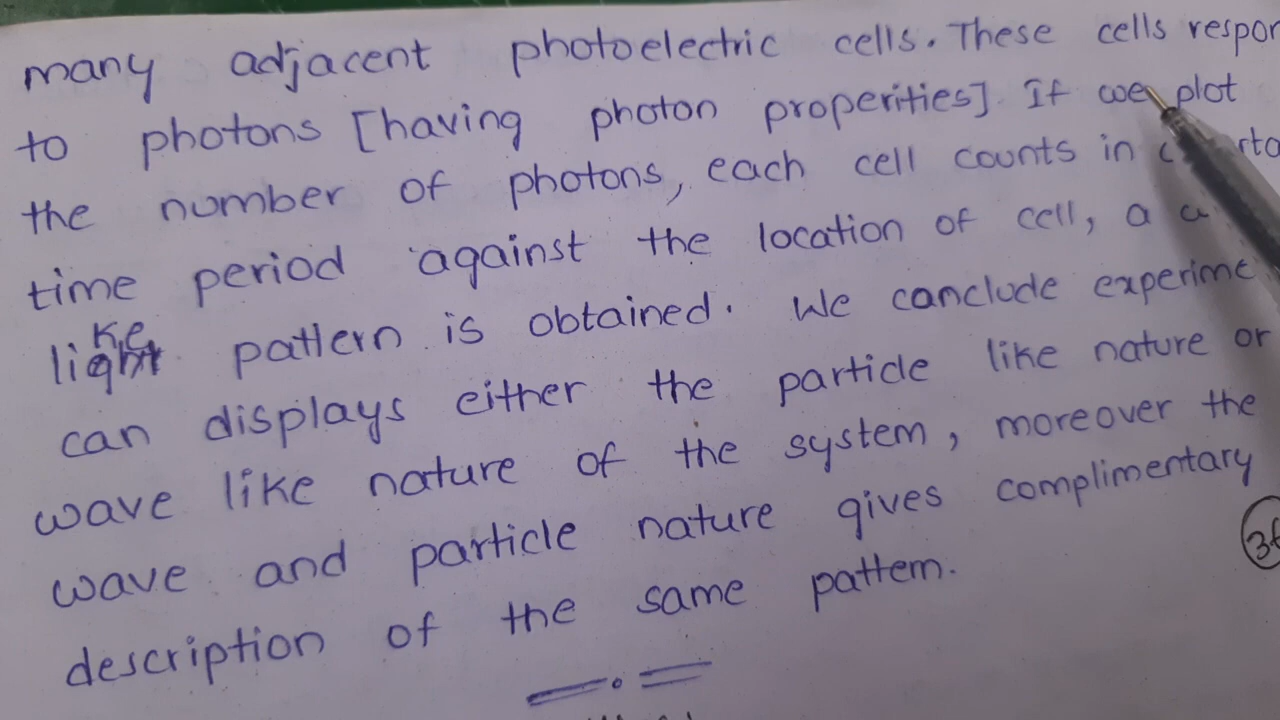 many adjacent photoelectric cells. These cells respon
to photons [having photon properities]. If we plot
the number of photons, each cell counts in
time period against the location of cell, a
like pattern is obtained. We canclude experime
can displays either the particle like nature or
wave like nature of the system, moreover the
wave and particle nature gives complimentary
description of the same pattern.